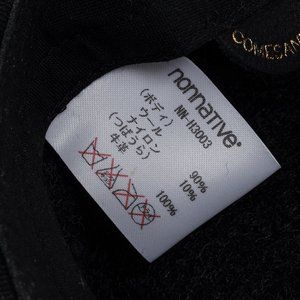 COMESAN
nonnative
NN-H3003
(ボディ)
ウール 90%
ナイロン 10%
(つばうら)
牛革 100%